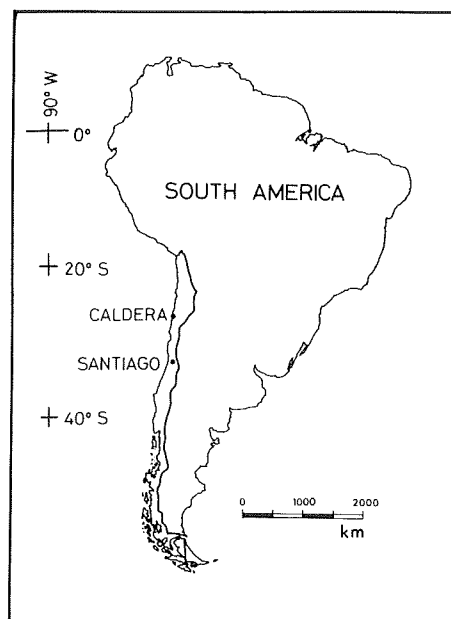 90° W
0°
SOUTH AMERICA
20° S
CALDERA
SANTIAGO
40° S
0 1000 2000
km